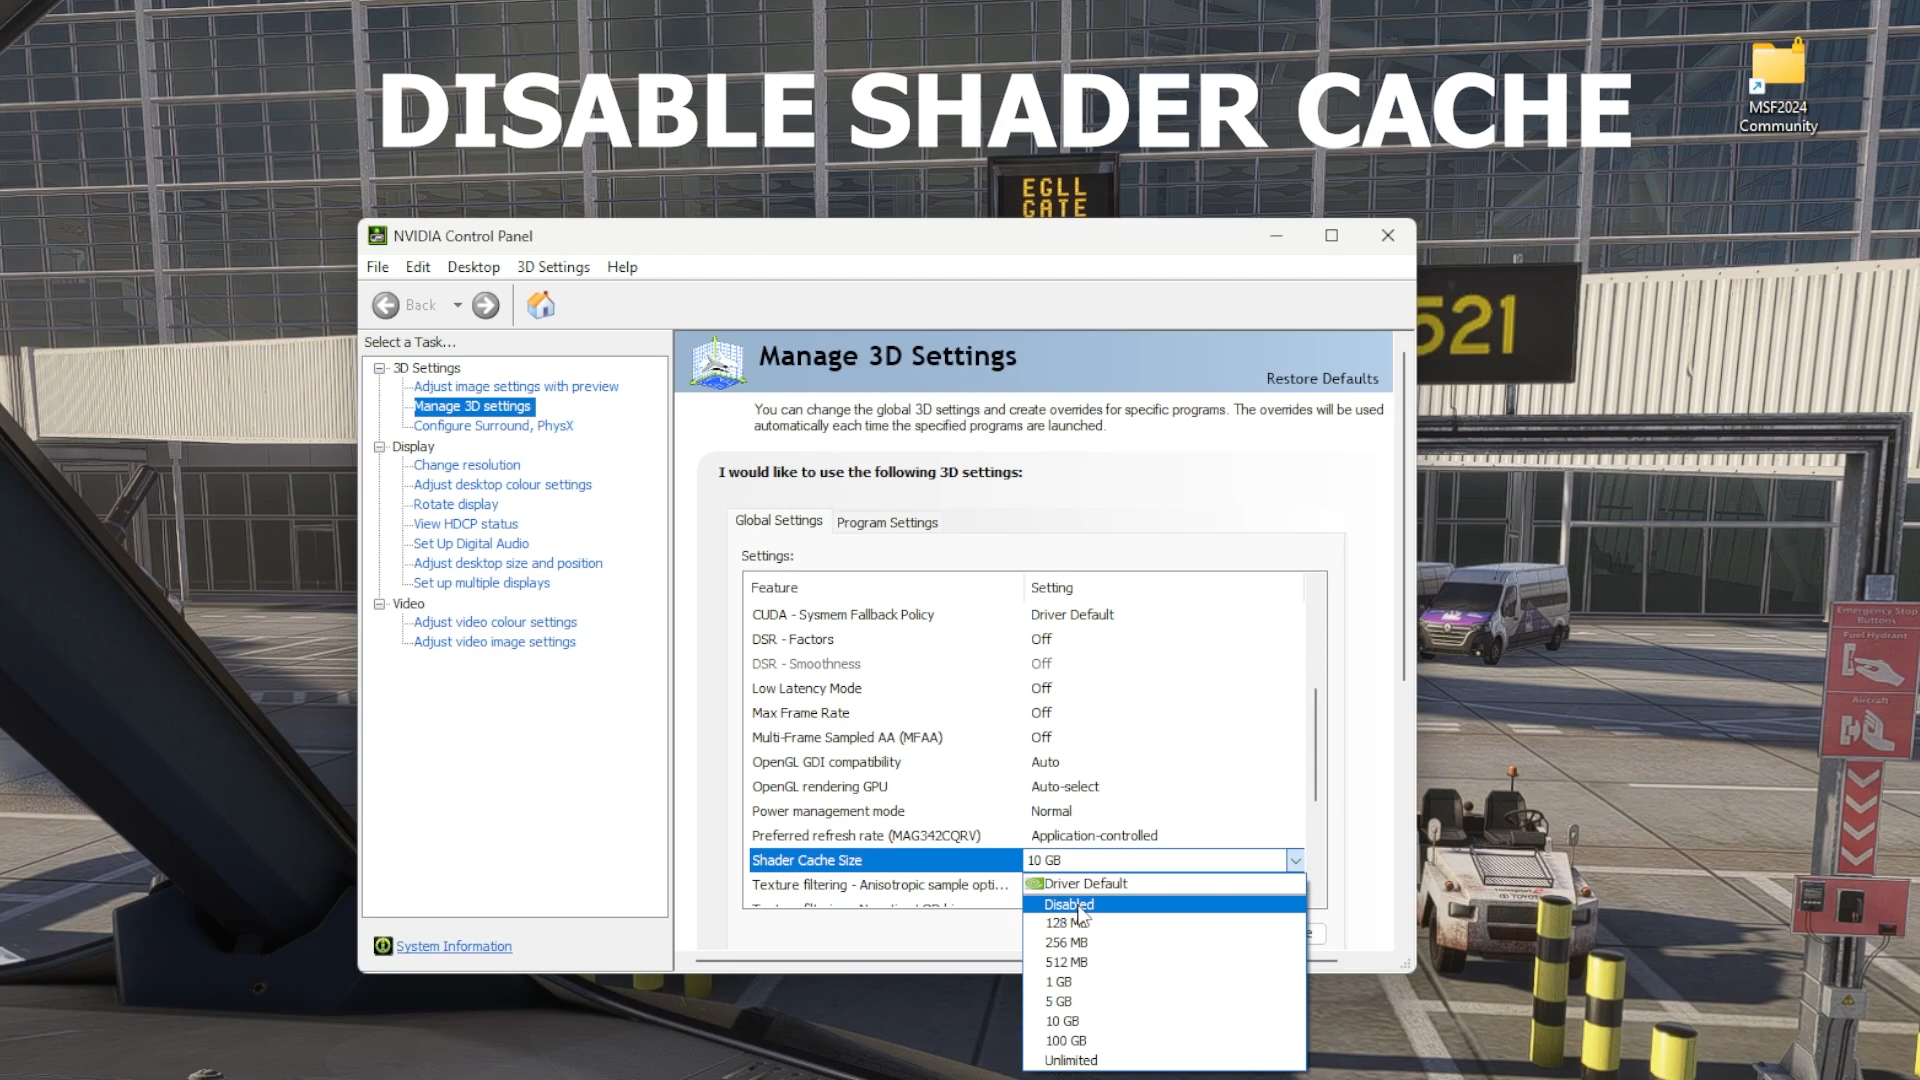 DISABLE SHADER CACHE
MSF2024
Community
EGLL
GATE
521
NVIDIA Control Panel
File Edit Desktop 3D Settings Help
Back
Select a Task...
3D Settings
Adjust image settings with preview
Manage 3D settings
Configure Surround, PhysX
Display
Change resolution
Adjust desktop colour settings
Rotate display
View HDCP status
Set Up Digital Audio
Adjust desktop size and position
Set up multiple displays
Video
Adjust video colour settings
Adjust video image settings
System Information
Manage 3D Settings
Restore Defaults
You can change the global 3D settings and create overrides for specific programs. The overrides will be used
automatically each time the specified programs are launched.
I would like to use the following 3D settings:
Global Settings Program Settings
Settings:
Feature Setting
CUDA - Sysmem Fallback Policy Driver Default
DSR - Factors Off
DSR - Smoothness Off
Low Latency Mode Off
Max Frame Rate Off
Multi-Frame Sampled AA (MFAA) Off
OpenGL GDI compatibility Auto
OpenGL rendering GPU Auto-select
Power management mode Normal
Preferred refresh rate (MAG342CQRV) Application-controlled
Shader Cache Size 10 GB
Texture filtering - Anisotropic sample opti...
Driver Default
Disabled
128 MB
256 MB
512 MB
1 GB
5 GB
10 GB
100 GB
Unlimited
Emergency Stop
Buttons
Fuel Hydrant
Aircraft
TOYOTA